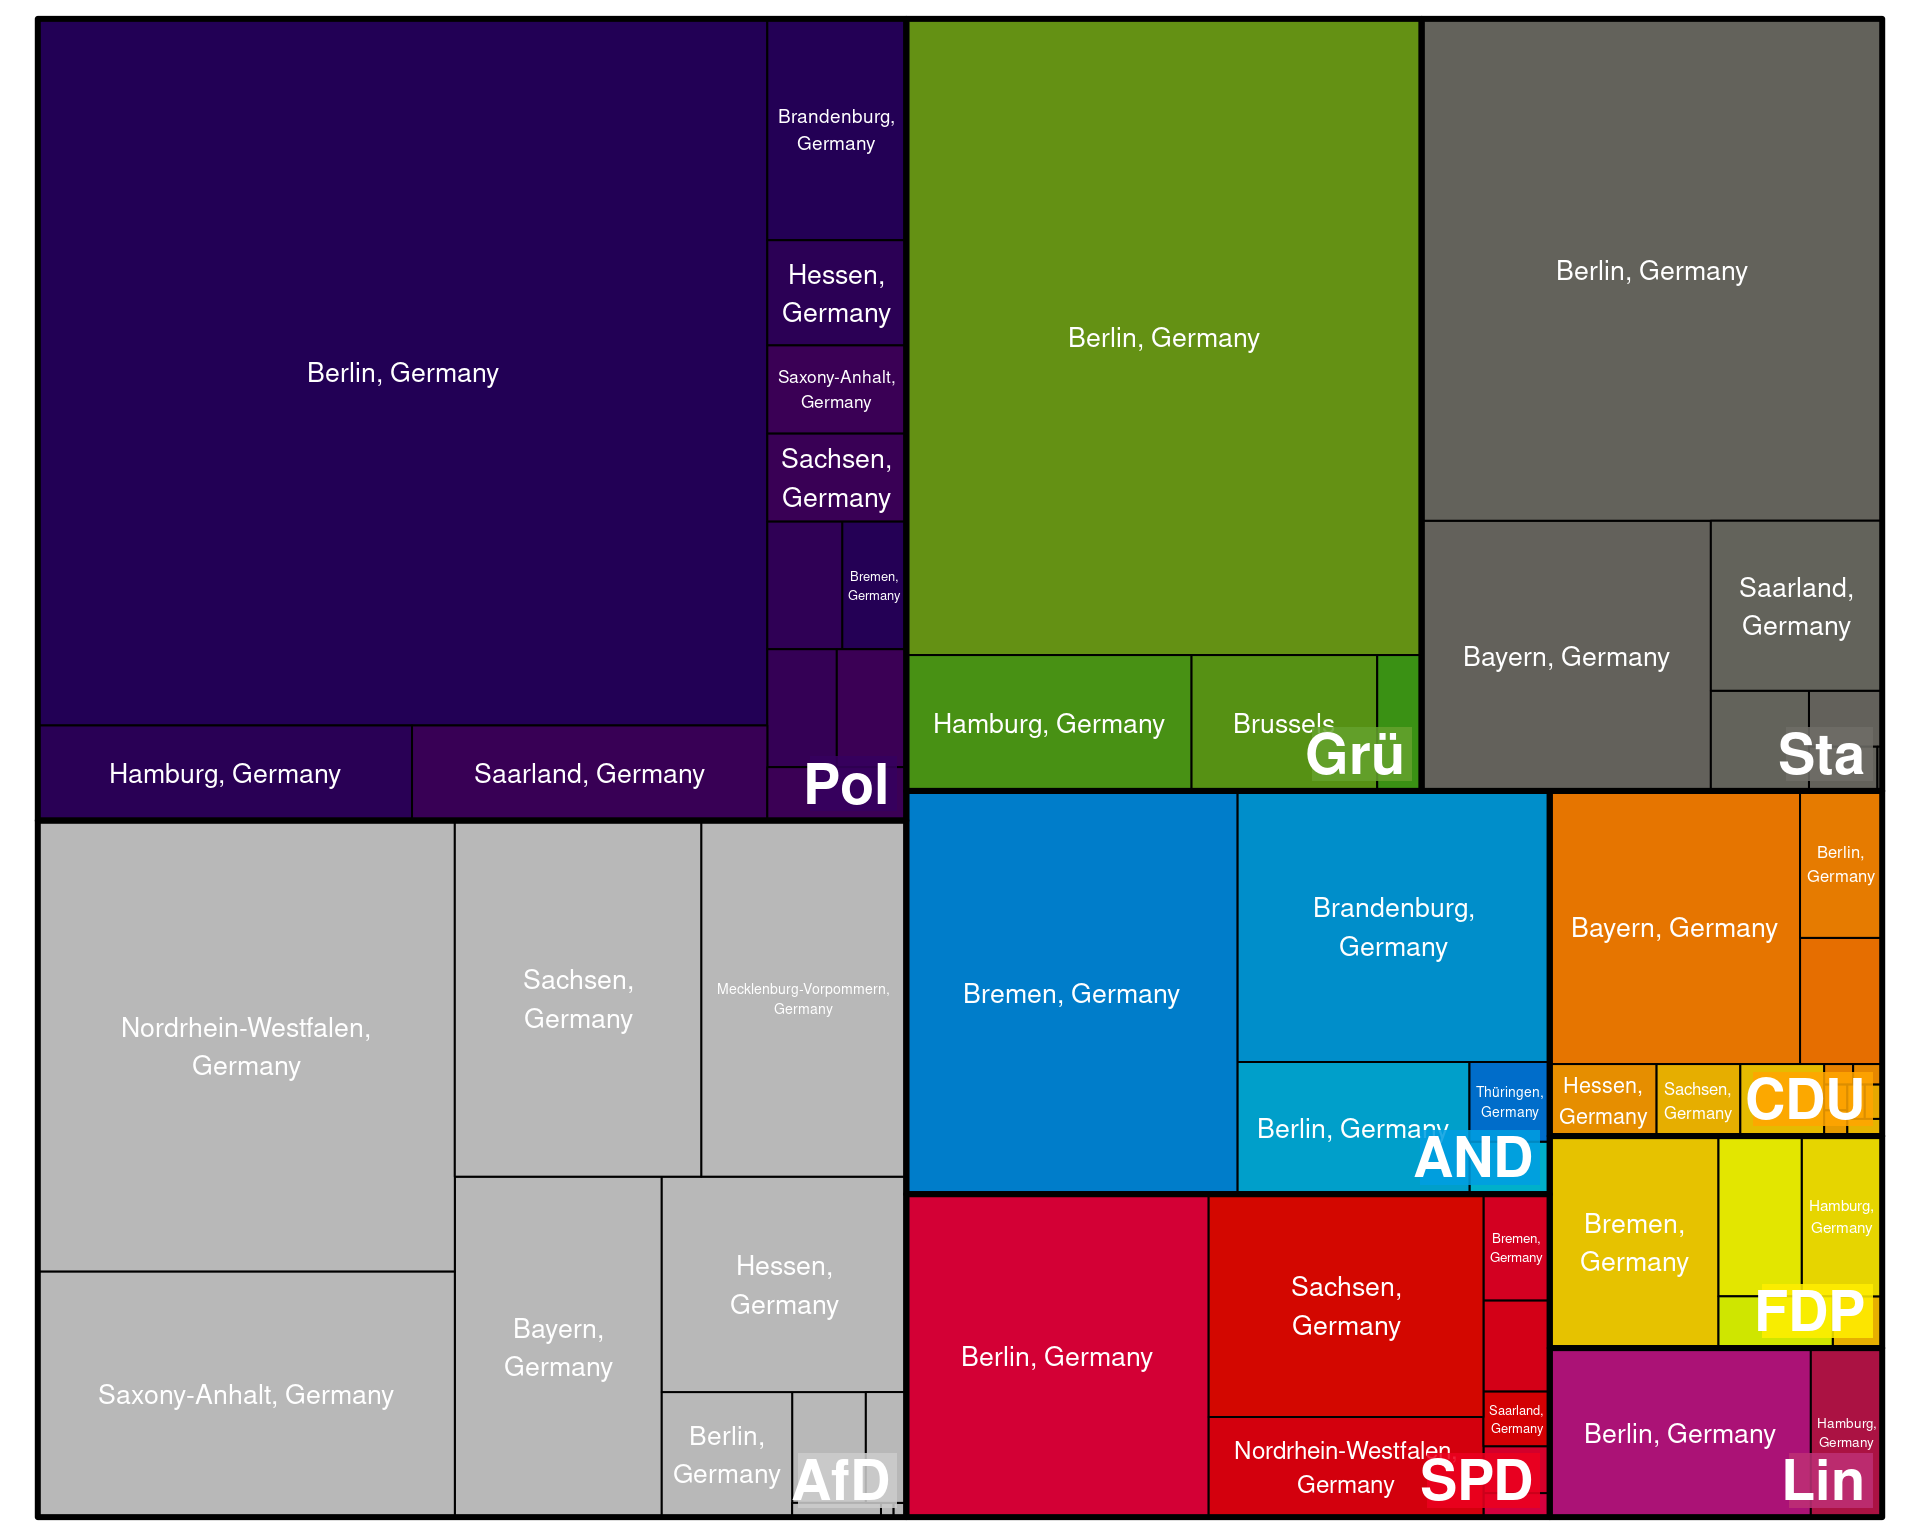 Berlin, Germany
Brandenburg,
Germany
Hessen,
Germany
Saxony-Anhalt,
Germany
Sachsen,
Germany
Bremen,
Germany
Hamburg, Germany
Saarland, Germany
Pol
Berlin, Germany
Hamburg, Germany
Brussels
Grü
Berlin, Germany
Bayern, Germany
Saarland,
Germany
Sta
Nordrhein-Westfalen,
Germany
Sachsen,
Germany
Mecklenburg-Vorpommern,
Germany
Saxony-Anhalt, Germany
Bayern,
Germany
Hessen,
Germany
Berlin,
Germany
AfD
Bremen, Germany
Brandenburg,
Germany
Berlin, Germany
Thüringen,
Germany
AND
Bayern, Germany
Berlin,
Germany
Hessen,
Germany
Sachsen,
Germany
CDU
Bremen,
Germany
Hamburg,
Germany
FDP
Berlin, Germany
Sachsen,
Germany
Bremen,
Germany
Saarland,
Germany
Nordrhein-Westfalen,
Germany
SPD
Berlin, Germany
Hamburg,
Germany
Lin